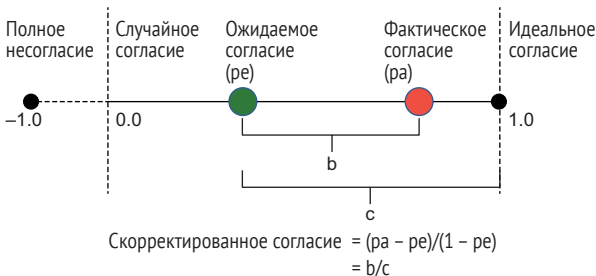 Полное несогласие
Случайное согласие
Ожидаемое согласие (pe)
Фактическое согласие (pa)
Идеальное согласие
–1.0
0.0
1.0
b
c
Скорректированное согласие = (pa – pe)/(1 – pe)
= b/c